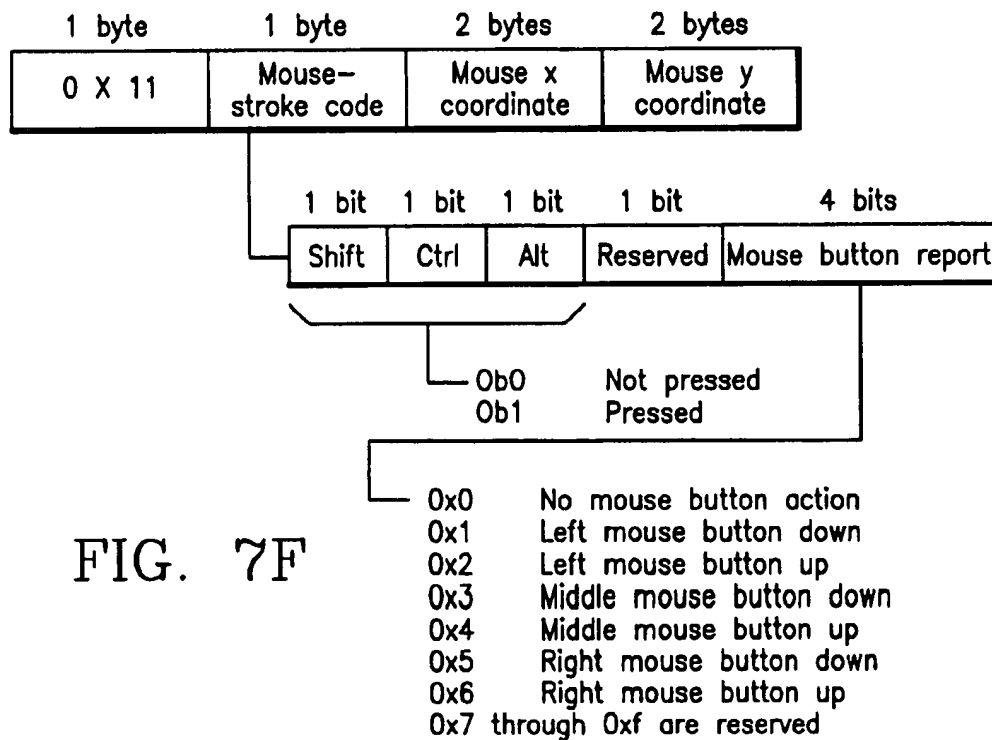 1 byte 1 byte 2 bytes 2 bytes
0 X 11 Mouse- stroke code Mouse x coordinate Mouse y coordinate
1 bit 1 bit 1 bit 1 bit 4 bits
Shift Ctrl Alt Reserved Mouse button report
0b0 Not pressed
0b1 Pressed
0x0 No mouse button action
0x1 Left mouse button down
0x2 Left mouse button up
0x3 Middle mouse button down
0x4 Middle mouse button up
0x5 Right mouse button down
0x6 Right mouse button up
0x7 through 0xf are reserved
FIG. 7F